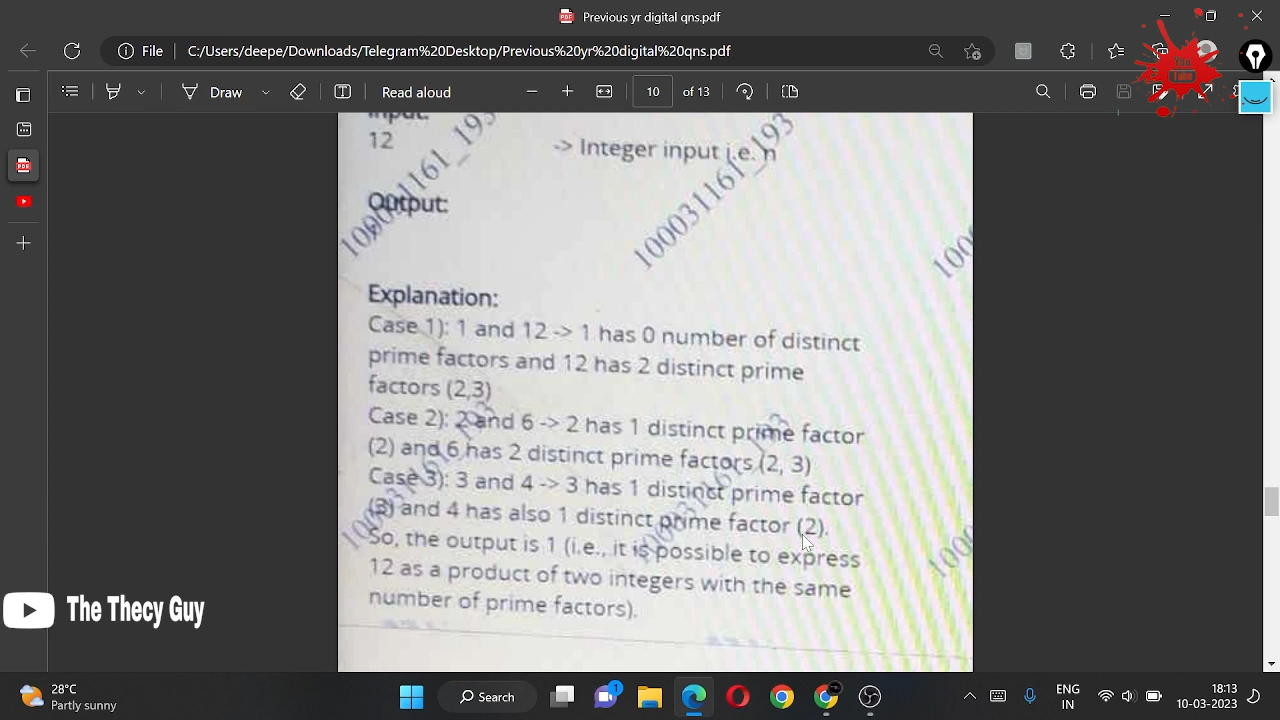 Previous yr digital qns.pdf
File
C:/Users/deepe/Downloads/Telegram%20Desktop/Previous%20yr%20digital%20qns.pdf
You
Tube
Draw
Read aloud
10 of 13
Input:
12 -> Integer input i.e. n
Output:
Explanation:
Case 1): 1 and 12 -> 1 has 0 number of distinct
prime factors and 12 has 2 distinct prime
factors (2,3)
Case 2): 2 and 6 -> 2 has 1 distinct prime factor
(2) and 6 has 2 distinct prime factors (2, 3)
Case 3): 3 and 4 -> 3 has 1 distinct prime factor
(3) and 4 has also 1 distinct prime factor (2).
So, the output is 1 (i.e., it is possible to express
12 as a product of two integers with the same
number of prime factors).
The Thecy Guy
28°C
Partly sunny
Search
1
ENG
IN
18:13
10-03-2023